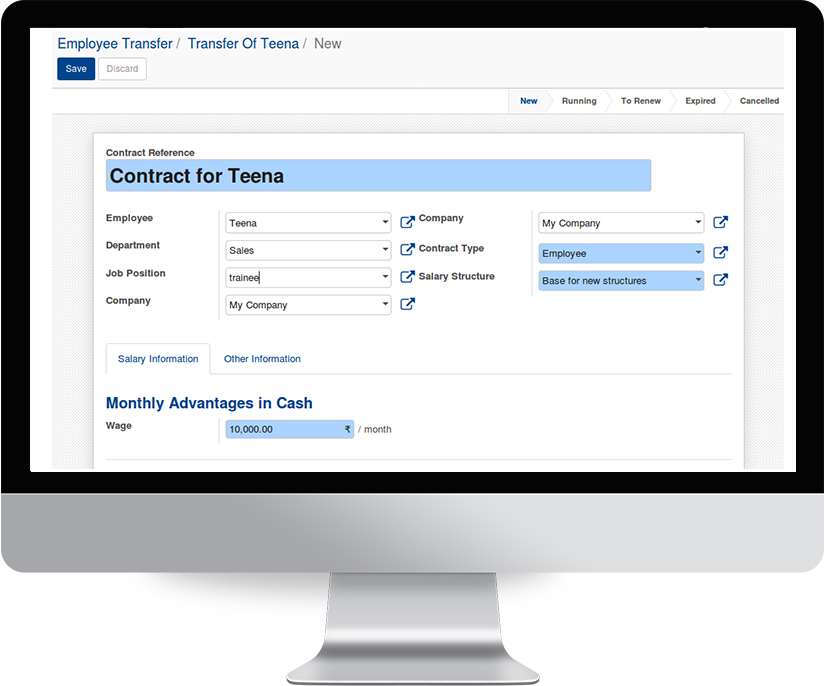 Employee Transfer / Transfer Of Teena / New
Save Discard
New Running To Renew Expired Cancelled
Contract Reference
Contract for Teena
Employee Teena Company My Company
Department Sales Contract Type Employee
Job Position trainee Salary Structure Base for new structures
Company My Company
Salary Information Other Information
Monthly Advantages in Cash
Wage 10,000.00 ₹ / month